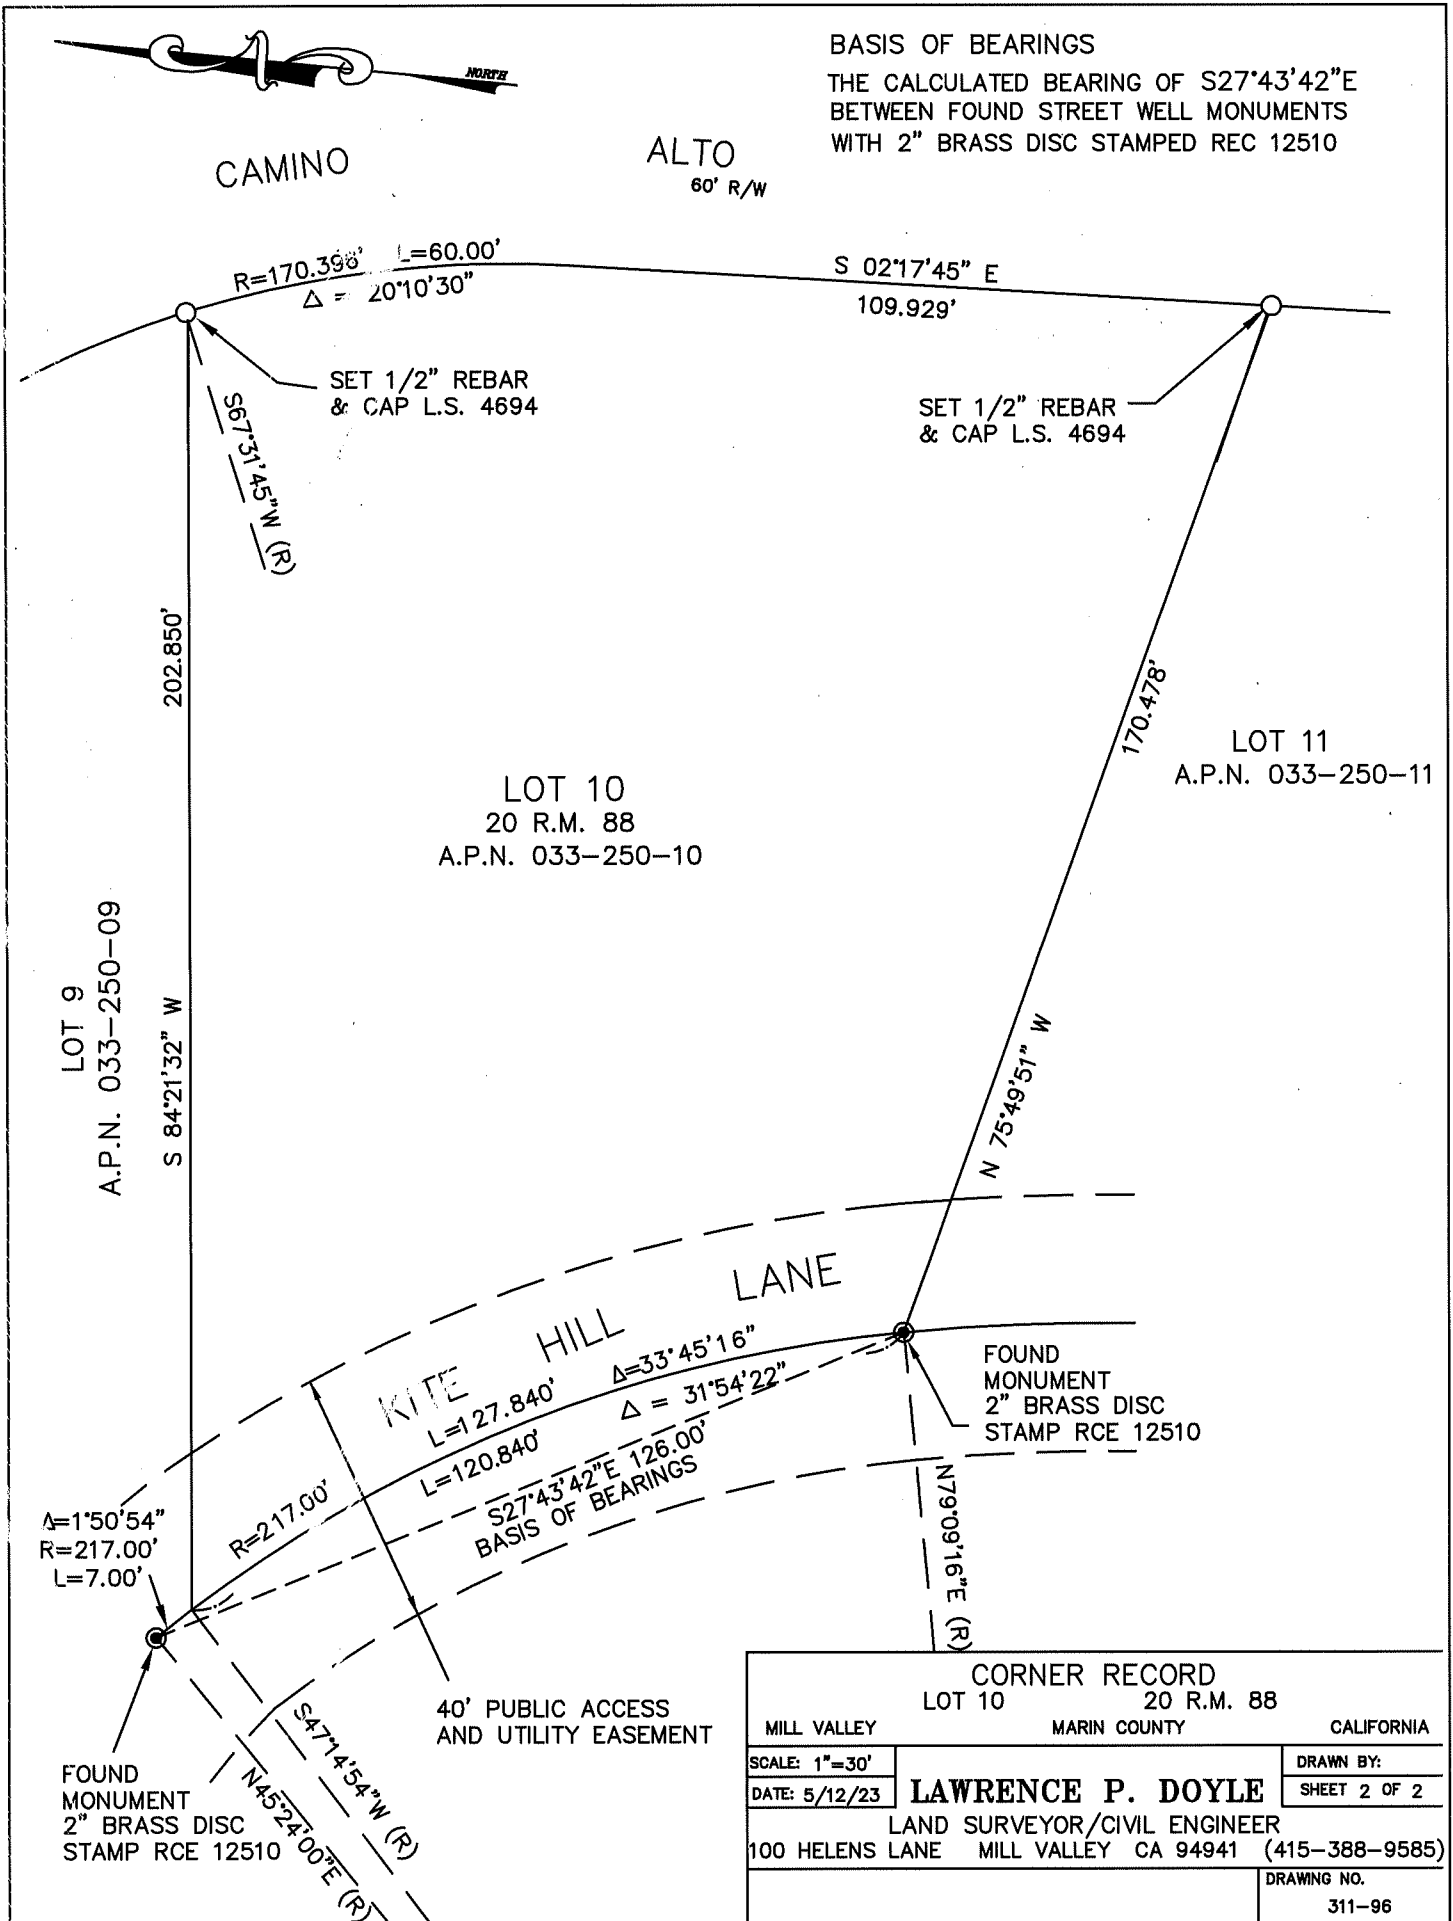 NORTH
BASIS OF BEARINGS
THE CALCULATED BEARING OF S27°43'42"E
BETWEEN FOUND STREET WELL MONUMENTS
WITH 2" BRASS DISC STAMPED REC 12510
CAMINO ALTO
60' R/W
R=170.398' L=60.00'
Δ = 20°10'30"
S 02°17'45" E
109.929'
SET 1/2" REBAR
& CAP L.S. 4694
SET 1/2" REBAR
& CAP L.S. 4694
S67°31'45"W (R)
202.850'
S 84°21'32" W
170.478'
N 75°49'51" W
LOT 11
A.P.N. 033-250-11
LOT 10
20 R.M. 88
A.P.N. 033-250-10
LOT 9
A.P.N. 033-250-09
KITE HILL LANE
Δ=33°45'16"
L=127.840'
Δ = 31°54'22"
L=120.840'
R=217.00'
S27°43'42"E 126.00'
BASIS OF BEARINGS
FOUND
MONUMENT
2" BRASS DISC
STAMP RCE 12510
N79°09'16"E (R)
Δ=1°50'54"
R=217.00'
L=7.00'
40' PUBLIC ACCESS
AND UTILITY EASEMENT
S47°14'54"W (R)
N45°24'00"E (R)
FOUND
MONUMENT
2" BRASS DISC
STAMP RCE 12510
CORNER RECORD
LOT 10 20 R.M. 88
MILL VALLEY MARIN COUNTY CALIFORNIA
SCALE: 1"=30'
DATE: 5/12/23
LAWRENCE P. DOYLE
DRAWN BY:
SHEET 2 OF 2
LAND SURVEYOR/CIVIL ENGINEER
100 HELENS LANE MILL VALLEY CA 94941 (415-388-9585)
DRAWING NO.
311-96